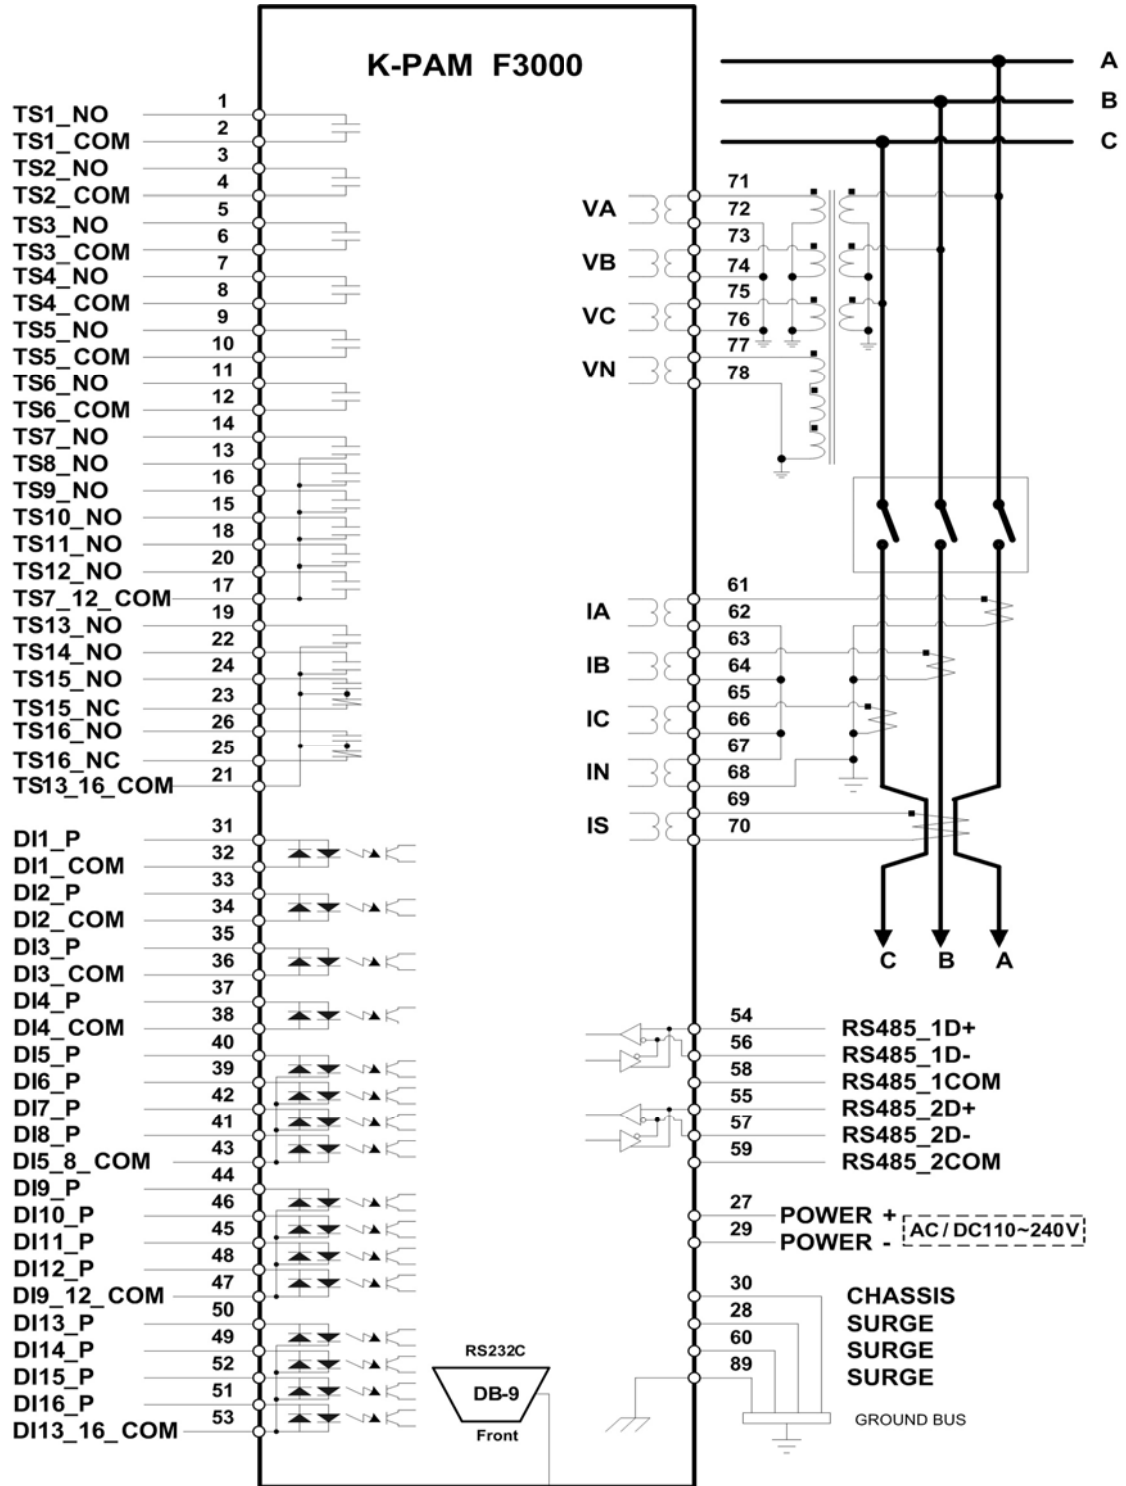 K-PAM F3000
TS1_NO 1
TS1_COM 2
TS2_NO 3
TS2_COM 4
TS3_NO 5
TS3_COM 6
TS4_NO 7
TS4_COM 8
TS5_NO 9
TS5_COM 10
TS6_NO 11
TS6_COM 12
TS7_NO 14
TS8_NO 13
TS9_NO 16
TS10_NO 15
TS11_NO 18
TS12_NO 20
TS7_12_COM 17
TS13_NO 19
TS14_NO 22
TS15_NO 24
TS15_NC 23
TS16_NO 26
TS16_NC 25
TS13_16_COM 21
DI1_P 31
DI1_COM 32
DI2_P 33
DI2_COM 34
DI3_P 35
DI3_COM 36
DI4_P 37
DI4_COM 38
DI5_P 40
DI6_P 39
DI7_P 42
DI8_P 41
DI5_8_COM 43
DI9_P 44
DI10_P 46
DI11_P 45
DI12_P 48
DI9_12_COM 47
DI13_P 50
DI14_P 49
DI15_P 52
DI16_P 51
DI13_16_COM 53
RS232C
DB-9
Front
A
B
C
71
VA 72
73
VB 74
75
VC 76
77
VN 78
61
IA 62
63
IB 64
65
IC 66
67
IN 68
69
IS 70
C B A
54 RS485_1D+
56 RS485_1D-
58 RS485_1COM
55 RS485_2D+
57 RS485_2D-
59 RS485_2COM
27 POWER +
29 POWER -
AC/DC110~240V
30 CHASSIS
28 SURGE
60 SURGE
89 SURGE
GROUND BUS